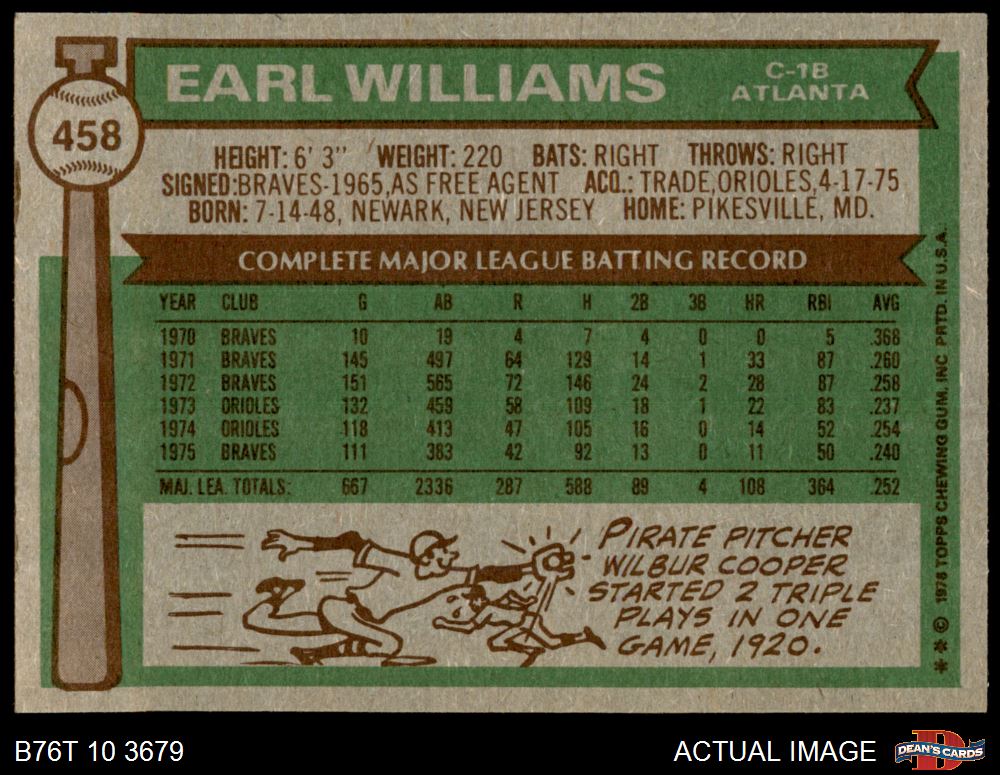 458
EARL WILLIAMS
C-1B
ATLANTA
HEIGHT: 6' 3" WEIGHT: 220 BATS: RIGHT THROWS: RIGHT
SIGNED:BRAVES-1965,AS FREE AGENT ACQ.: TRADE,ORIOLES,4-17-75
BORN: 7-14-48, NEWARK, NEW JERSEY HOME: PIKESVILLE, MD.
COMPLETE MAJOR LEAGUE BATTING RECORD
YEAR CLUB G AB R H 2B 3B HR RBI AVG
1970 BRAVES 10 19 4 7 4 0 0 5 .368
1971 BRAVES 145 497 64 129 14 1 33 87 .260
1972 BRAVES 151 565 72 146 24 2 28 87 .258
1973 ORIOLES 132 459 58 109 18 1 22 83 .237
1974 ORIOLES 118 413 47 105 16 0 14 52 .254
1975 BRAVES 111 383 42 92 13 0 11 50 .240
MAJ. LEA. TOTALS: 667 2336 287 588 89 4 108 364 .252
PIRATE PITCHER
WILBUR COOPER
STARTED 2 TRIPLE
PLAYS IN ONE
GAME, 1920.
** © 1976 TOPPS CHEWING GUM, INC PRTD. IN U.S.A.
B76T 10 3679
ACTUAL IMAGE
D
DEAN'S CARDS